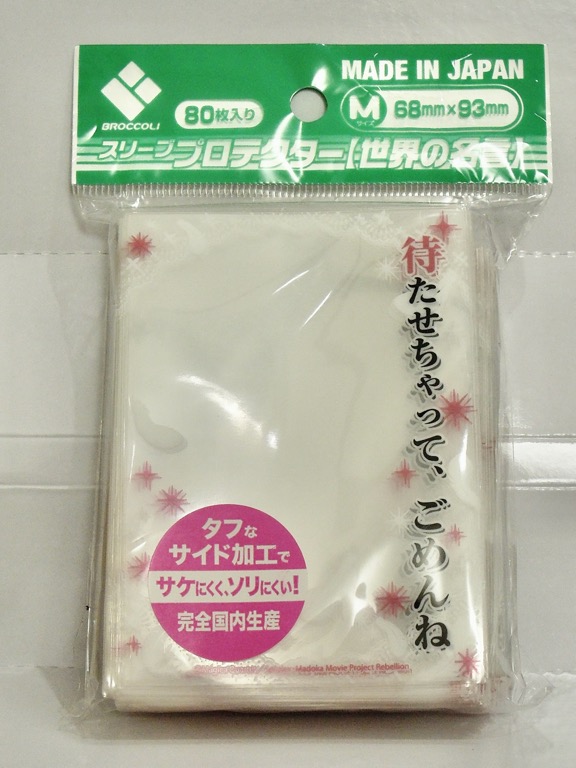 MADE IN JAPAN
BROCCOLI
80枚入り
Mサイズ 68mm×93mm
スリーブプロテクター【世界の名言】
待たせちゃって、ごめんね
タフな
サイド加工で
サケにくく、ソリにくい!
完全国内生産
Madoka Movie Project Rebellion